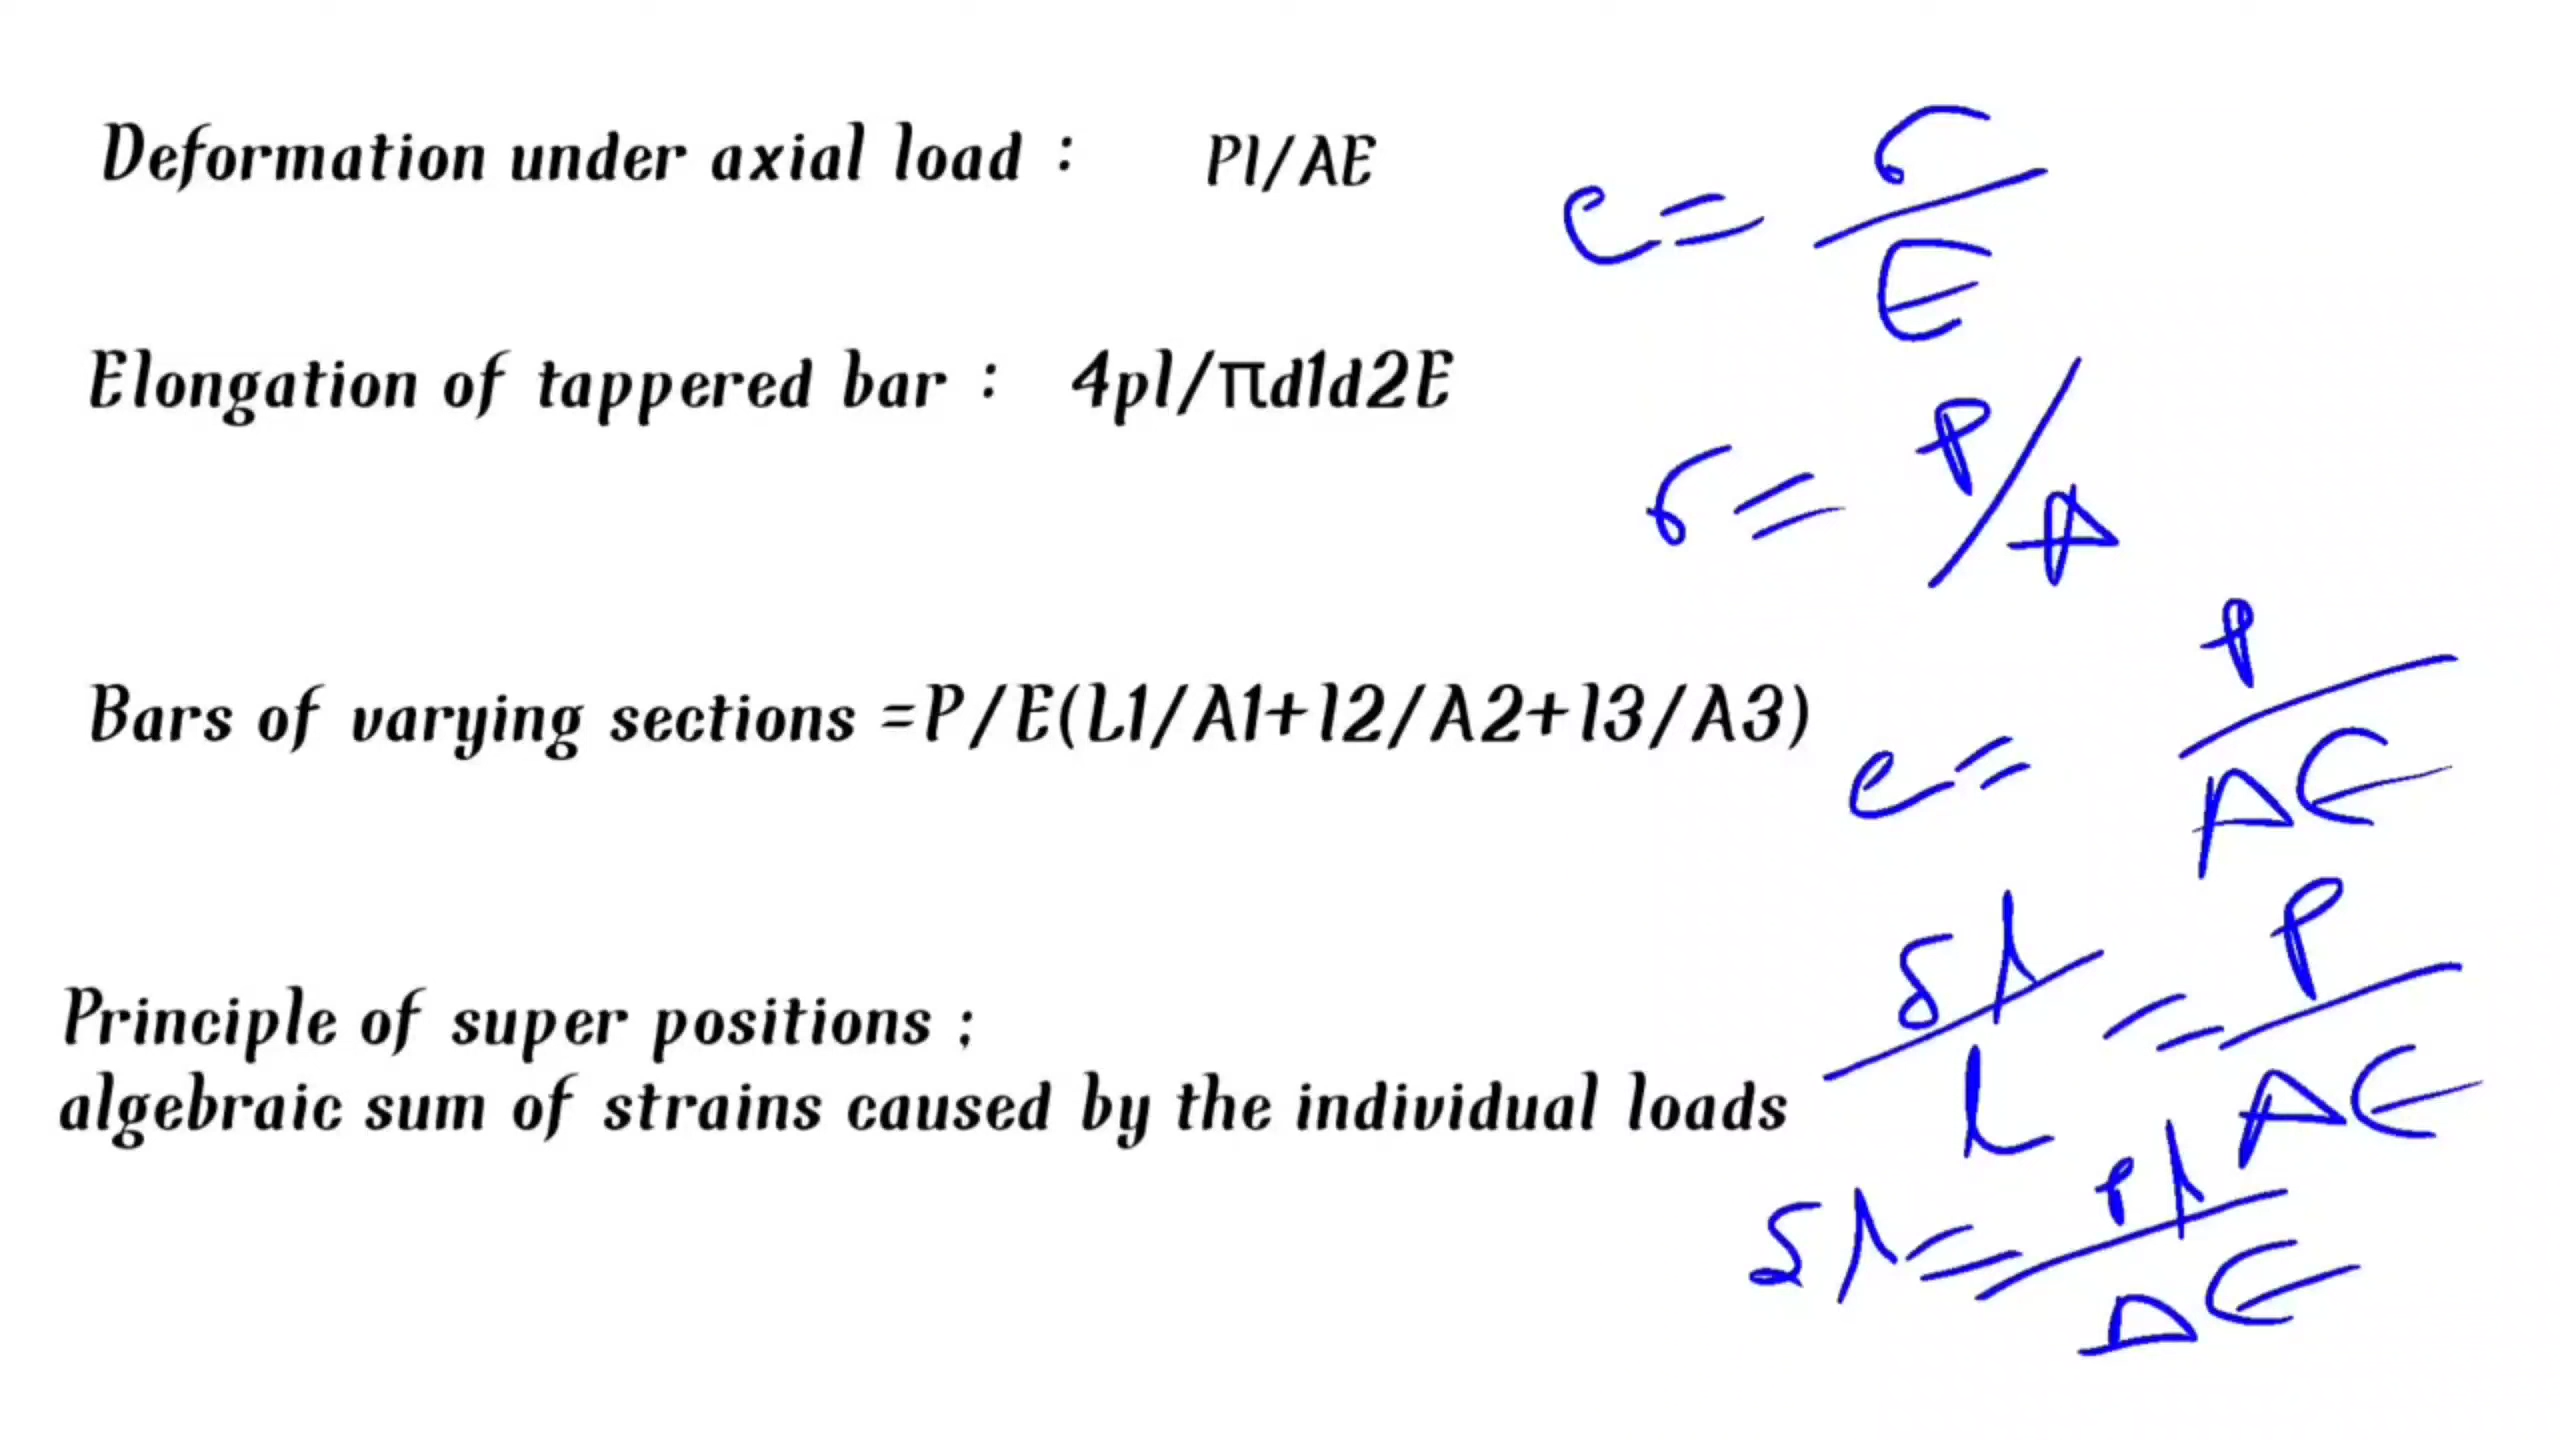 Deformation under axial load : Pl/AE
e = σ/E
Elongation of tappered bar : 4pl/πd1d2E
σ = P/A
Bars of varying sections =P/E(L1/A1+l2/A2+l3/A3)
e = P/AE
Principle of super positions ;
algebraic sum of strains caused by the individual loads
δl/l = P/AE
δl = Pl/AE